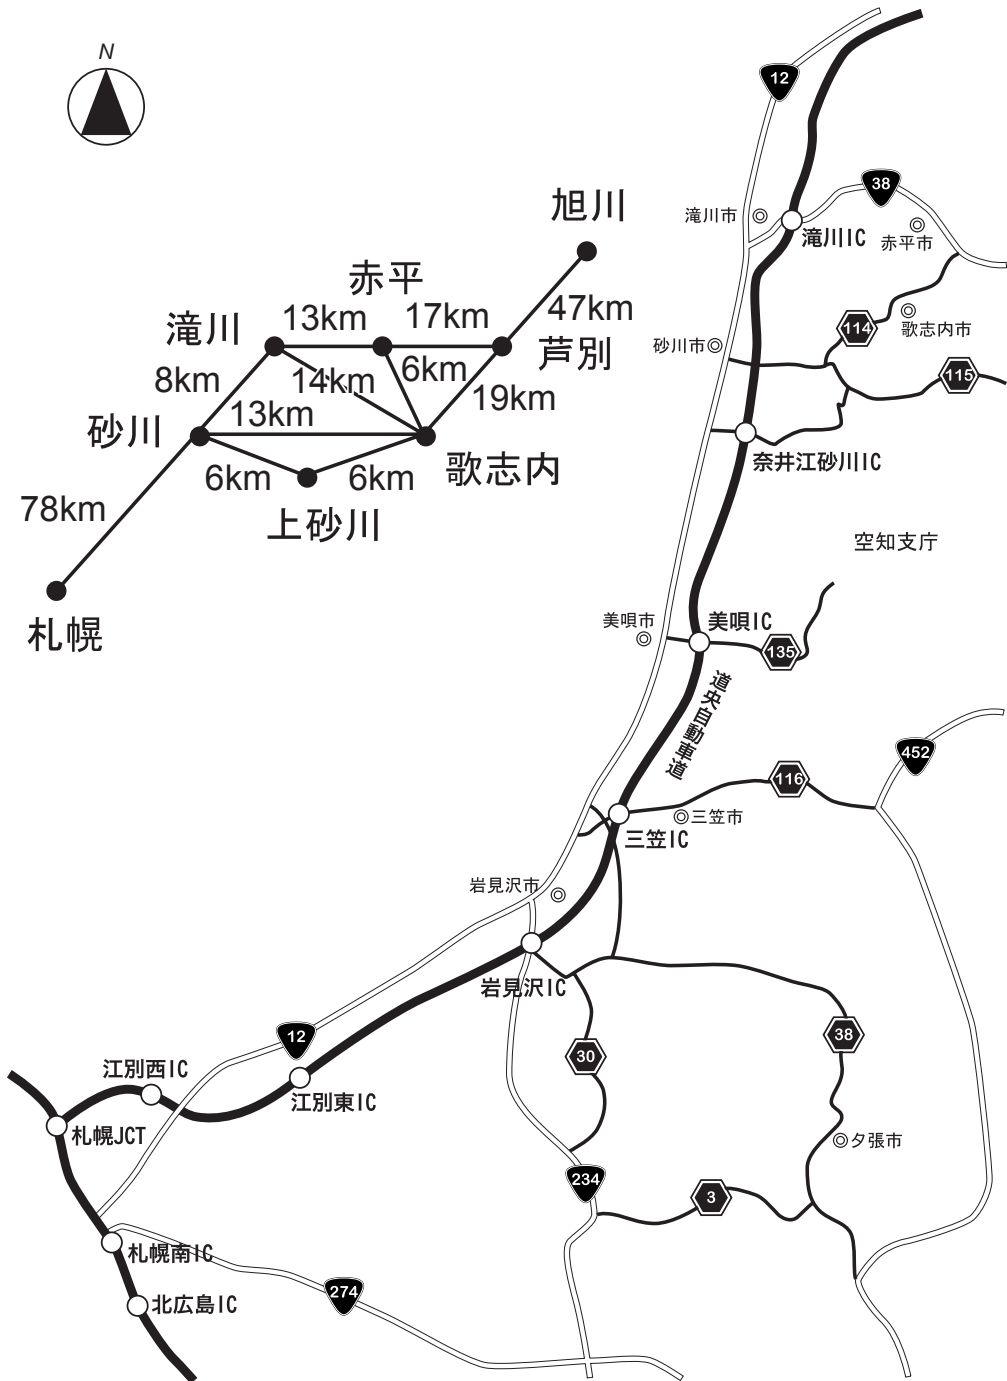 N
12
38
旭川
滝川市
滝川IC
赤平市
赤平
13km
17km
47km
滝川
芦別
114
歌志内市
砂川市
8km
14km
6km
19km
115
13km
砂川
歌志内
奈井江砂川IC
6km
6km
78km
上砂川
空知支庁
札幌
美唄市
美唄IC
135
道央自動車道
452
116
三笠市
三笠IC
岩見沢市
岩見沢IC
12
38
30
江別西IC
江別東IC
札幌JCT
夕張市
234
3
札幌南IC
274
北広島IC